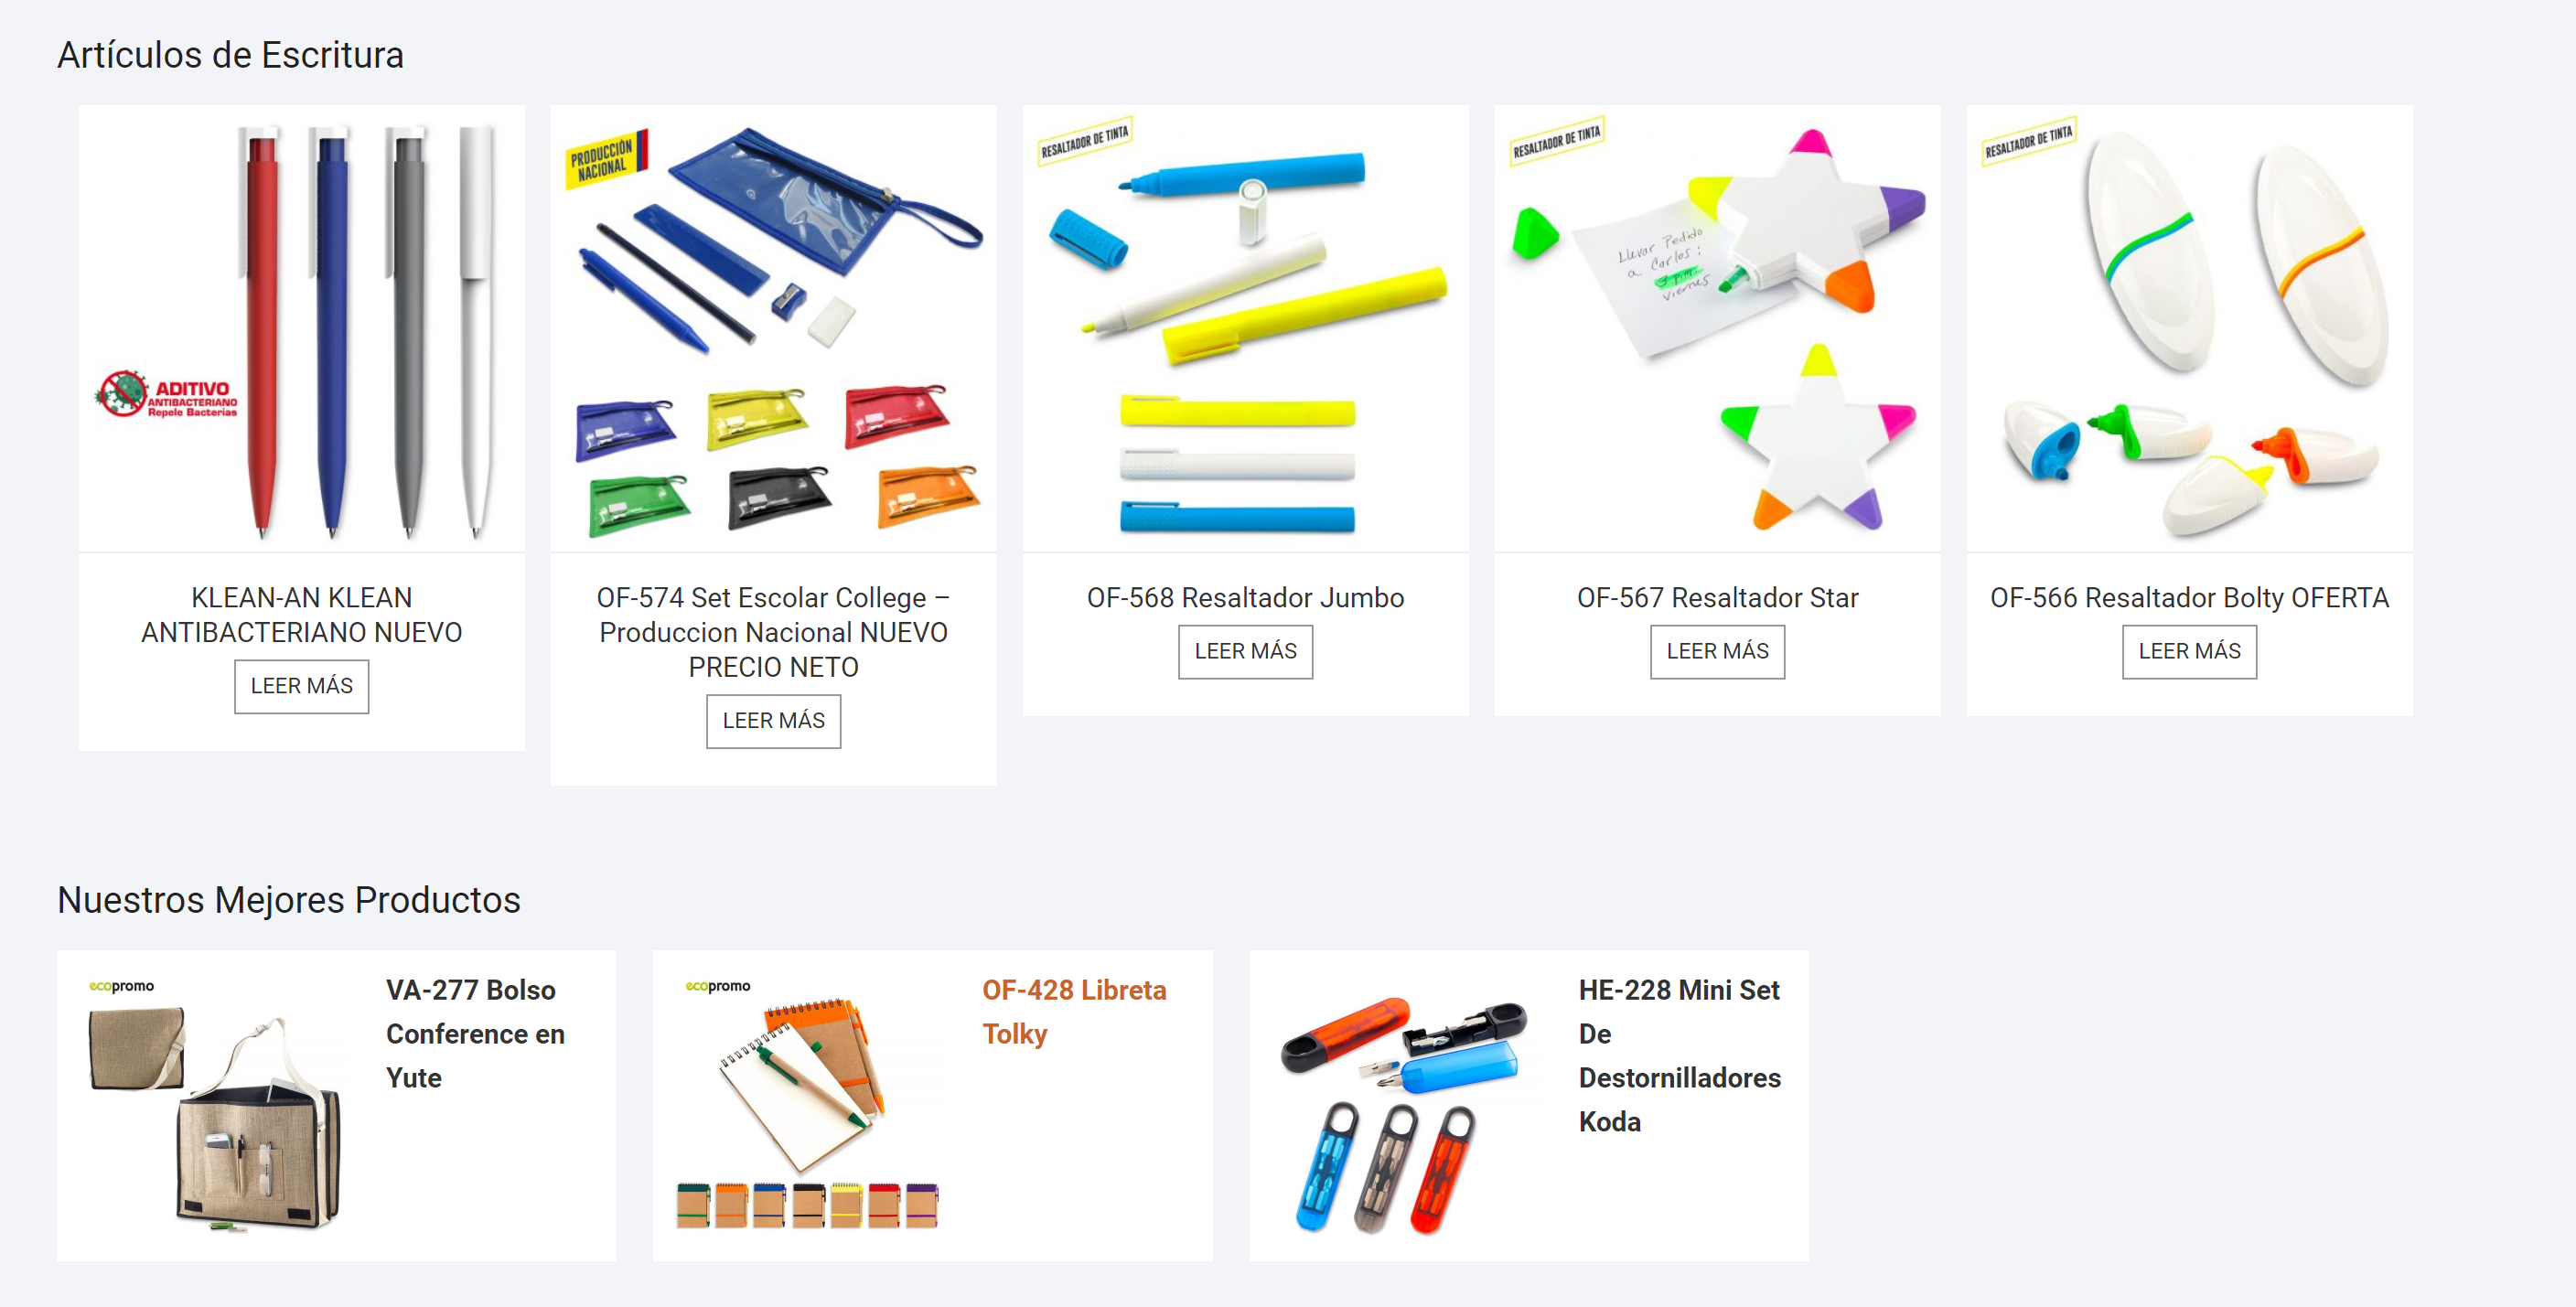 Artículos de Escritura
ADITIVO
ANTIBACTERIANO
Repele Bacterias
KLEAN-AN KLEAN
ANTIBACTERIANO NUEVO
LEER MÁS
PRODUCCIÓN
NACIONAL
OF-574 Set Escolar College –
Produccion Nacional NUEVO
PRECIO NETO
LEER MÁS
RESALTADOR DE TINTA
OF-568 Resaltador Jumbo
LEER MÁS
RESALTADOR DE TINTA
Llevar Pedido
a Carlos:
3 p.m.
viernes
OF-567 Resaltador Star
LEER MÁS
RESALTADOR DE TINTA
OF-566 Resaltador Bolty OFERTA
LEER MÁS
Nuestros Mejores Productos
ecopromo
VA-277 Bolso
Conference en
Yute
ecopromo
OF-428 Libreta
Tolky
HE-228 Mini Set
De
Destornilladores
Koda